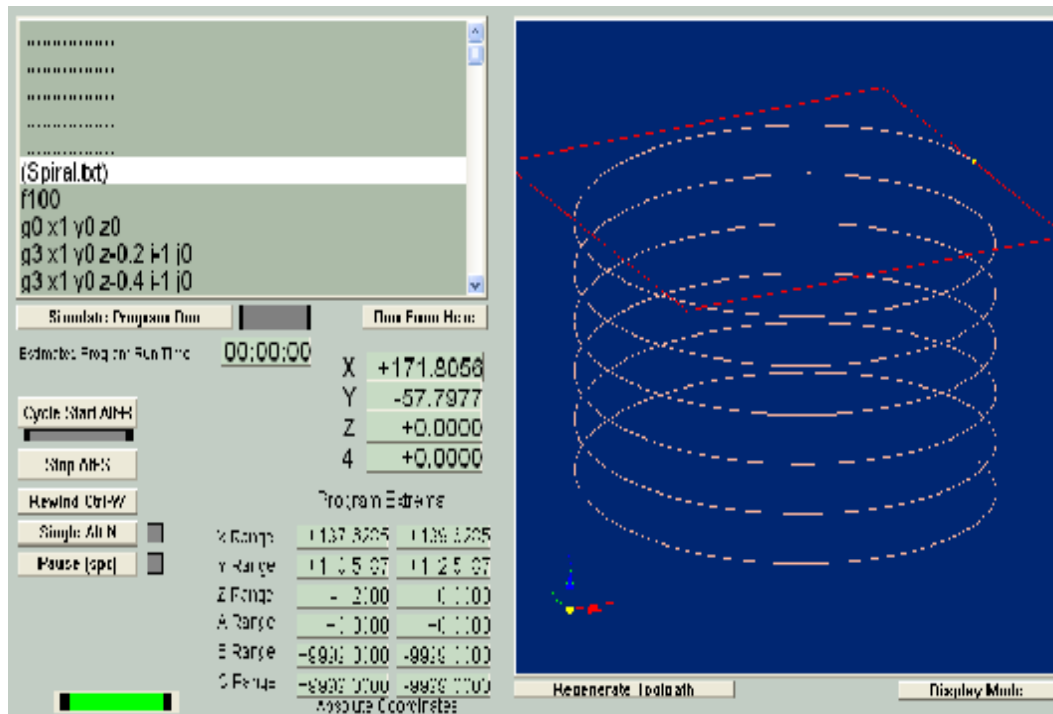 ................
................
................
................
................
(Spiral.txt)
f100
g0 x1 y0 z0
g3 x1 y0 z-0.2 i-1 j0
g3 x1 y0 z-0.4 i-1 j0
Simulate Program Run
Run From Here
Estimated Program Run Time 00:00:00
X +171.8056
Y -57.7977
Z +0.0000
4 +0.0000
Cycle Start Alt-R
Stop Alt-S
Rewind Ctrl-W
Single Alt-N
Pause (spc)
Program Extrema
X Range
Y Range
Z Range
A Range
B Range
C Range
Absolute Coordinates
Regenerate Toolpath
Display Mode